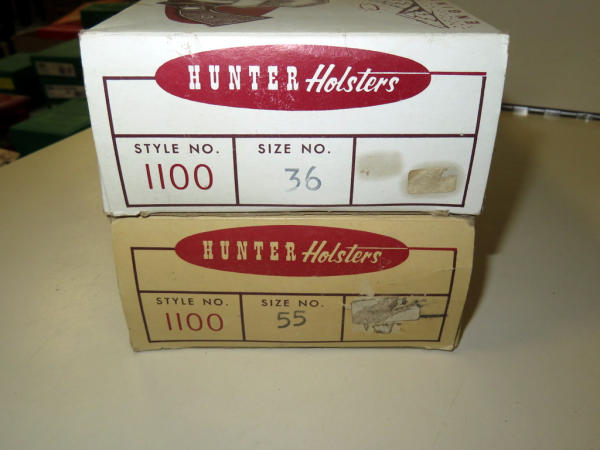 HUNTER Holsters
STYLE NO. SIZE NO.
1100 36
HUNTER Holsters
STYLE NO. SIZE NO.
1100 55